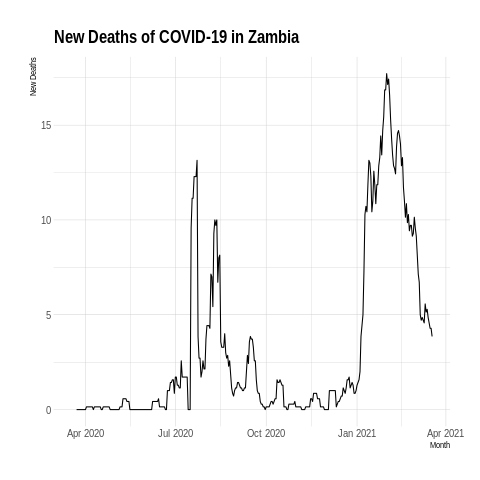 New Deaths of COVID-19 in Zambia
New Deaths
15
10
5
0
Apr 2020 Jul 2020 Oct 2020 Jan 2021 Apr 2021
Month